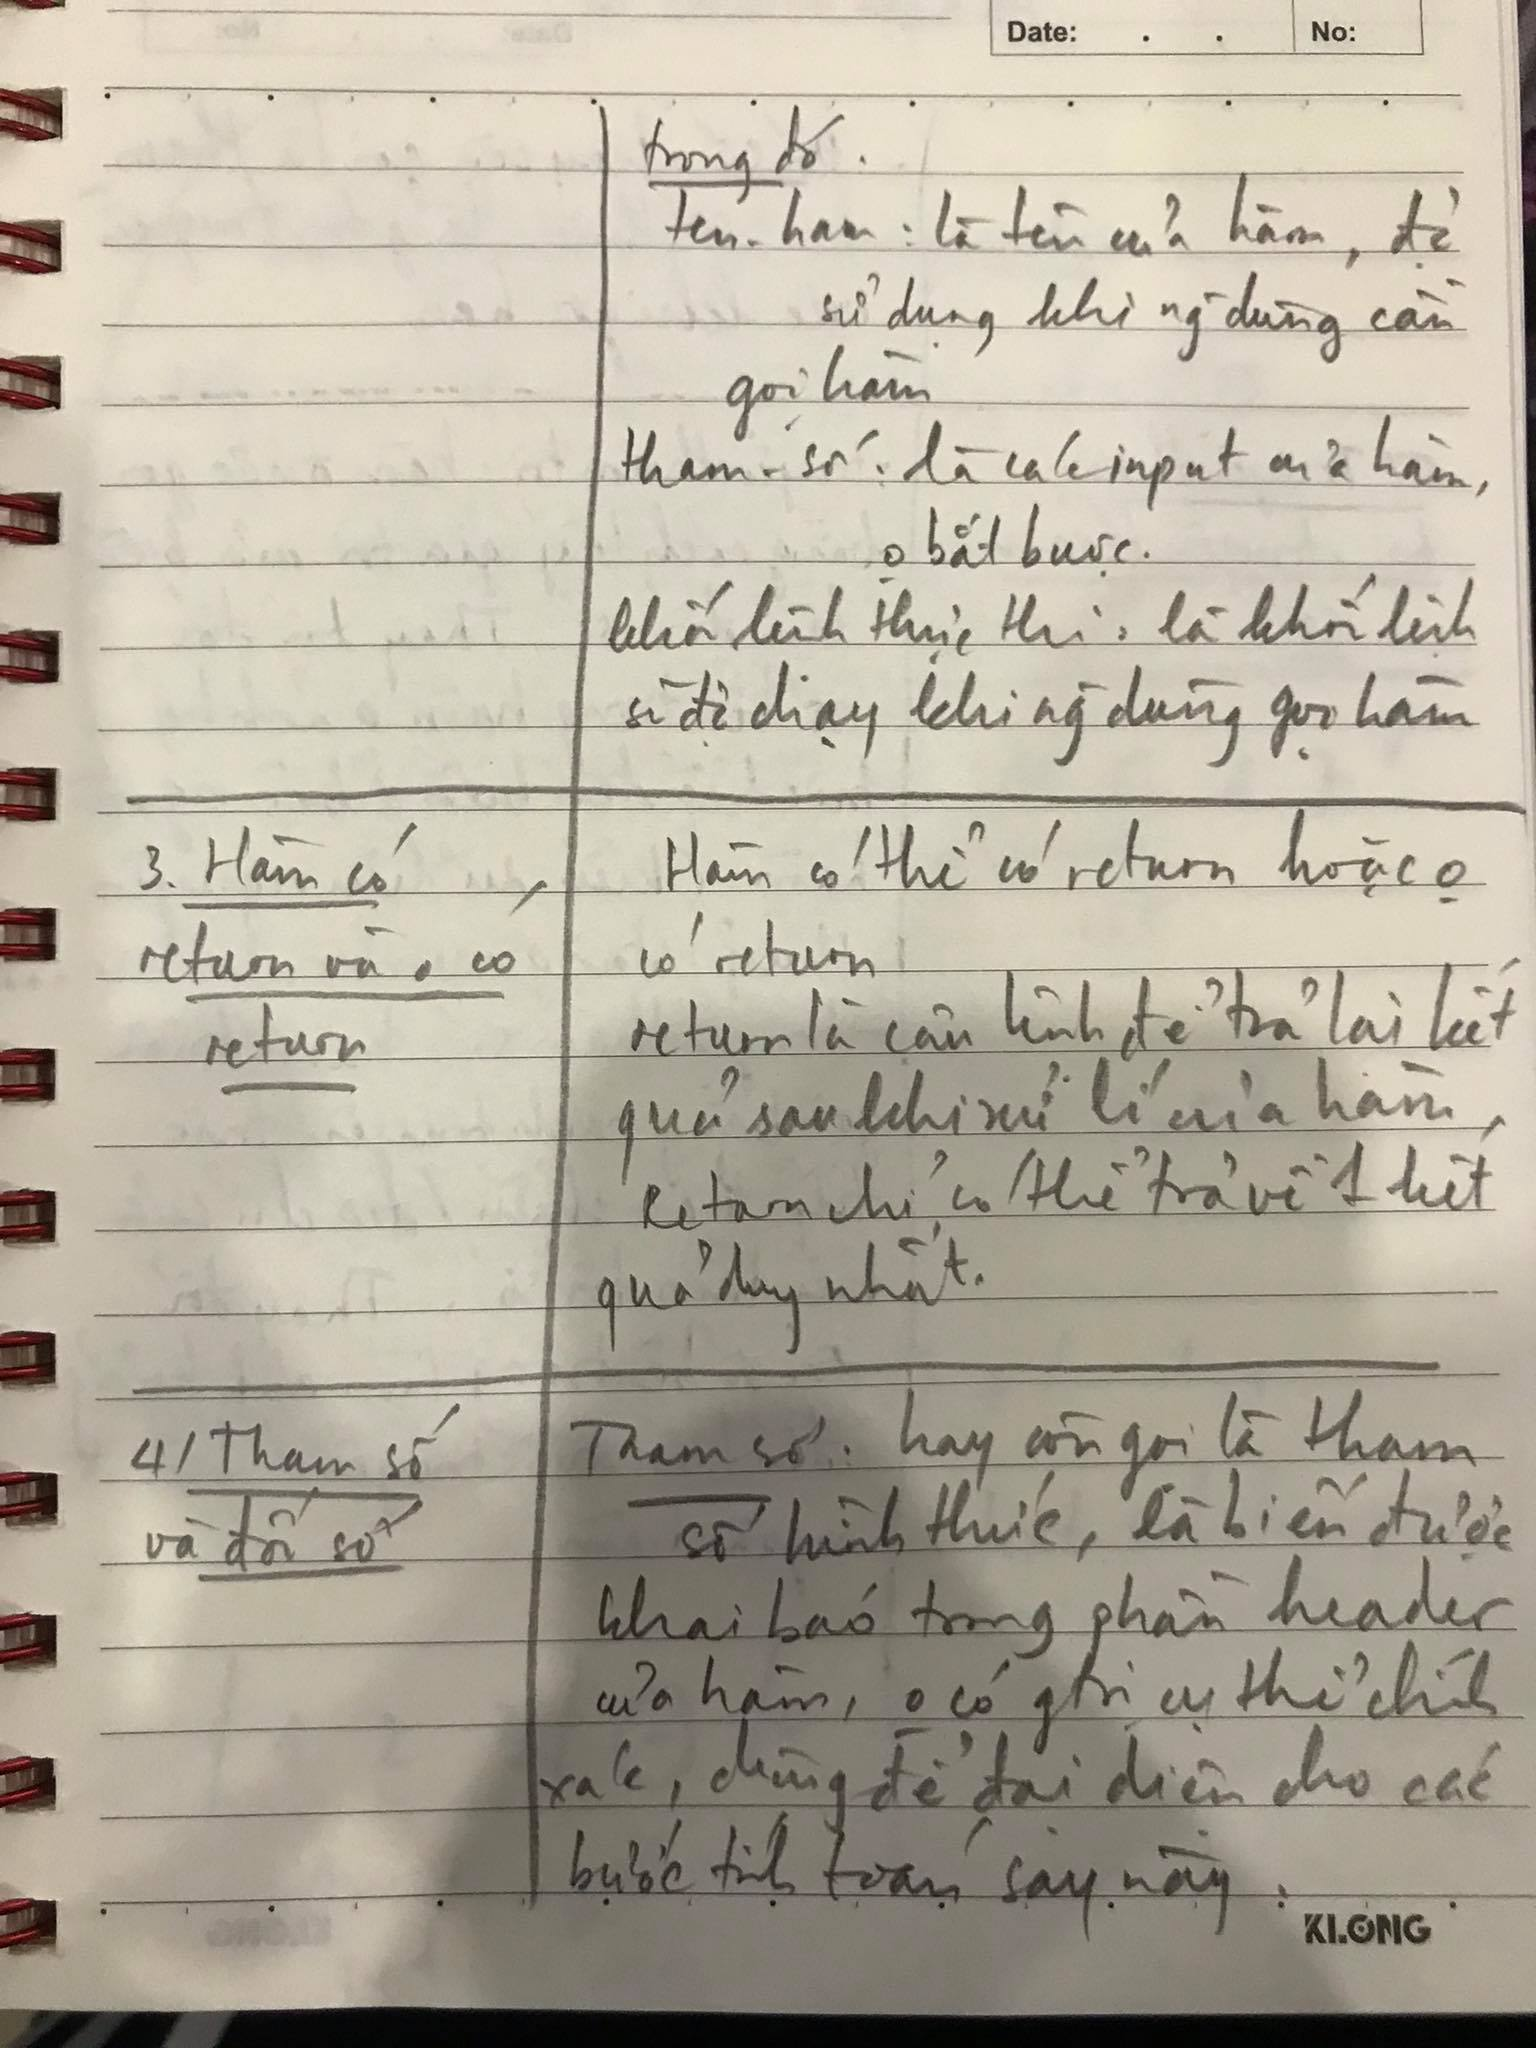 Date: . . No:
trong đó.
ten-ham: là tên của hàm, để
sử dụng khi ng dùng cần
gọi hàm
tham-số: là các input của hàm,
o bắt buộc.
khối lệnh thực thi: là khối lệnh
sẽ để chạy khi ng dùng gọi hàm
3. Hàm có
return và o có
return
Hàm có thể có return hoặc o
có return
return là câu lệnh để trả lại kết
quả sau khi xử lí của hàm,
Return chỉ có thể trả về 1 kết
quả duy nhất.
4/ Tham số
và đối số
Tham số: hay còn gọi là tham
số hình thức, là biến được
khai báo trong phần header
của hàm, o có gtrị cụ thể chính
xác, dùng để đại diện cho các
bước tính toán sau này.
KLONG